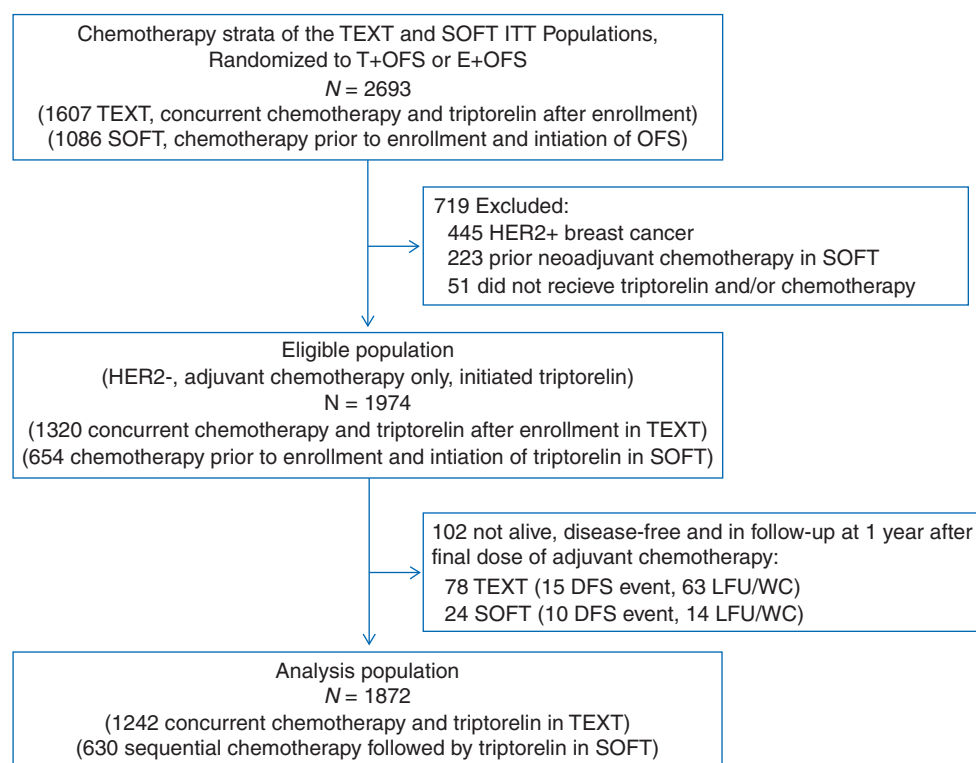 Chemotherapy strata of the TEXT and SOFT ITT Populations,
Randomized to T+OFS or E+OFS
N = 2693
(1607 TEXT, concurrent chemotherapy and triptorelin after enrollment)
(1086 SOFT, chemotherapy prior to enrollment and intiation of OFS)
719 Excluded:
445 HER2+ breast cancer
223 prior neoadjuvant chemotherapy in SOFT
51 did not recieve triptorelin and/or chemotherapy
Eligible population
(HER2-, adjuvant chemotherapy only, initiated triptorelin)
N = 1974
(1320 concurrent chemotherapy and triptorelin after enrollment in TEXT)
(654 chemotherapy prior to enrollment and intiation of triptorelin in SOFT)
102 not alive, disease-free and in follow-up at 1 year after
final dose of adjuvant chemotherapy:
78 TEXT (15 DFS event, 63 LFU/WC)
24 SOFT (10 DFS event, 14 LFU/WC)
Analysis population
N = 1872
(1242 concurrent chemotherapy and triptorelin in TEXT)
(630 sequential chemotherapy followed by triptorelin in SOFT)